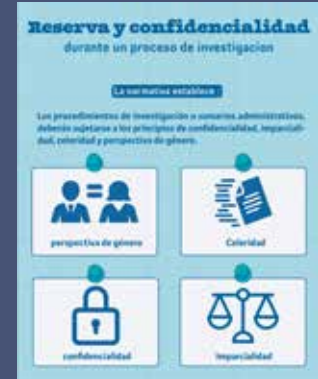 Reserva y confidencialidad
durante un proceso de investigacion
La normativa establece :
Los procedimientos de investigación o sumarios administrativos,
deberán sujetarse a los principios de confidencialidad, imparciali-
dad, celeridad y perspectiva de género.
perspectiva de género
Celeridad
confidencialidad
imparcialidad